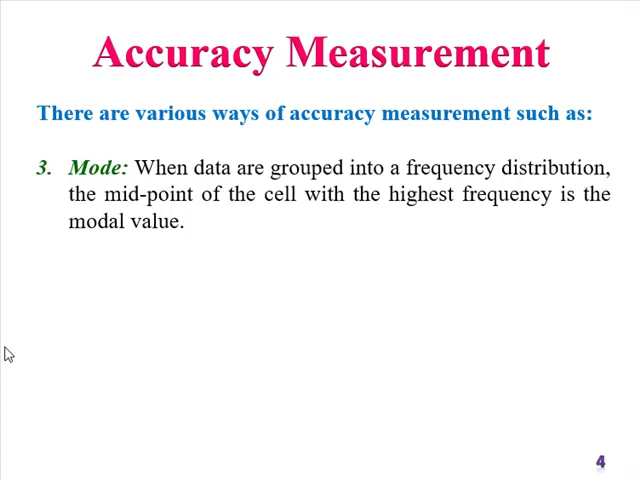 Accuracy Measurement
There are various ways of accuracy measurement such as:
3. Mode: When data are grouped into a frequency distribution,
the mid-point of the cell with the highest frequency is the
modal value.
4